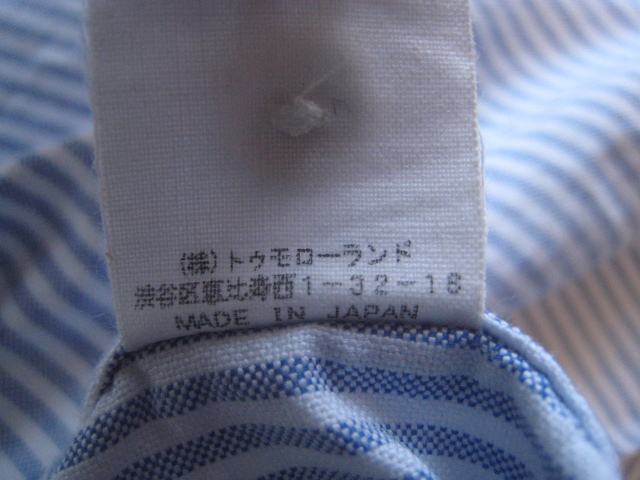 (株)トゥモローランド
渋谷区恵比寿西1-32-18
MADE IN JAPAN